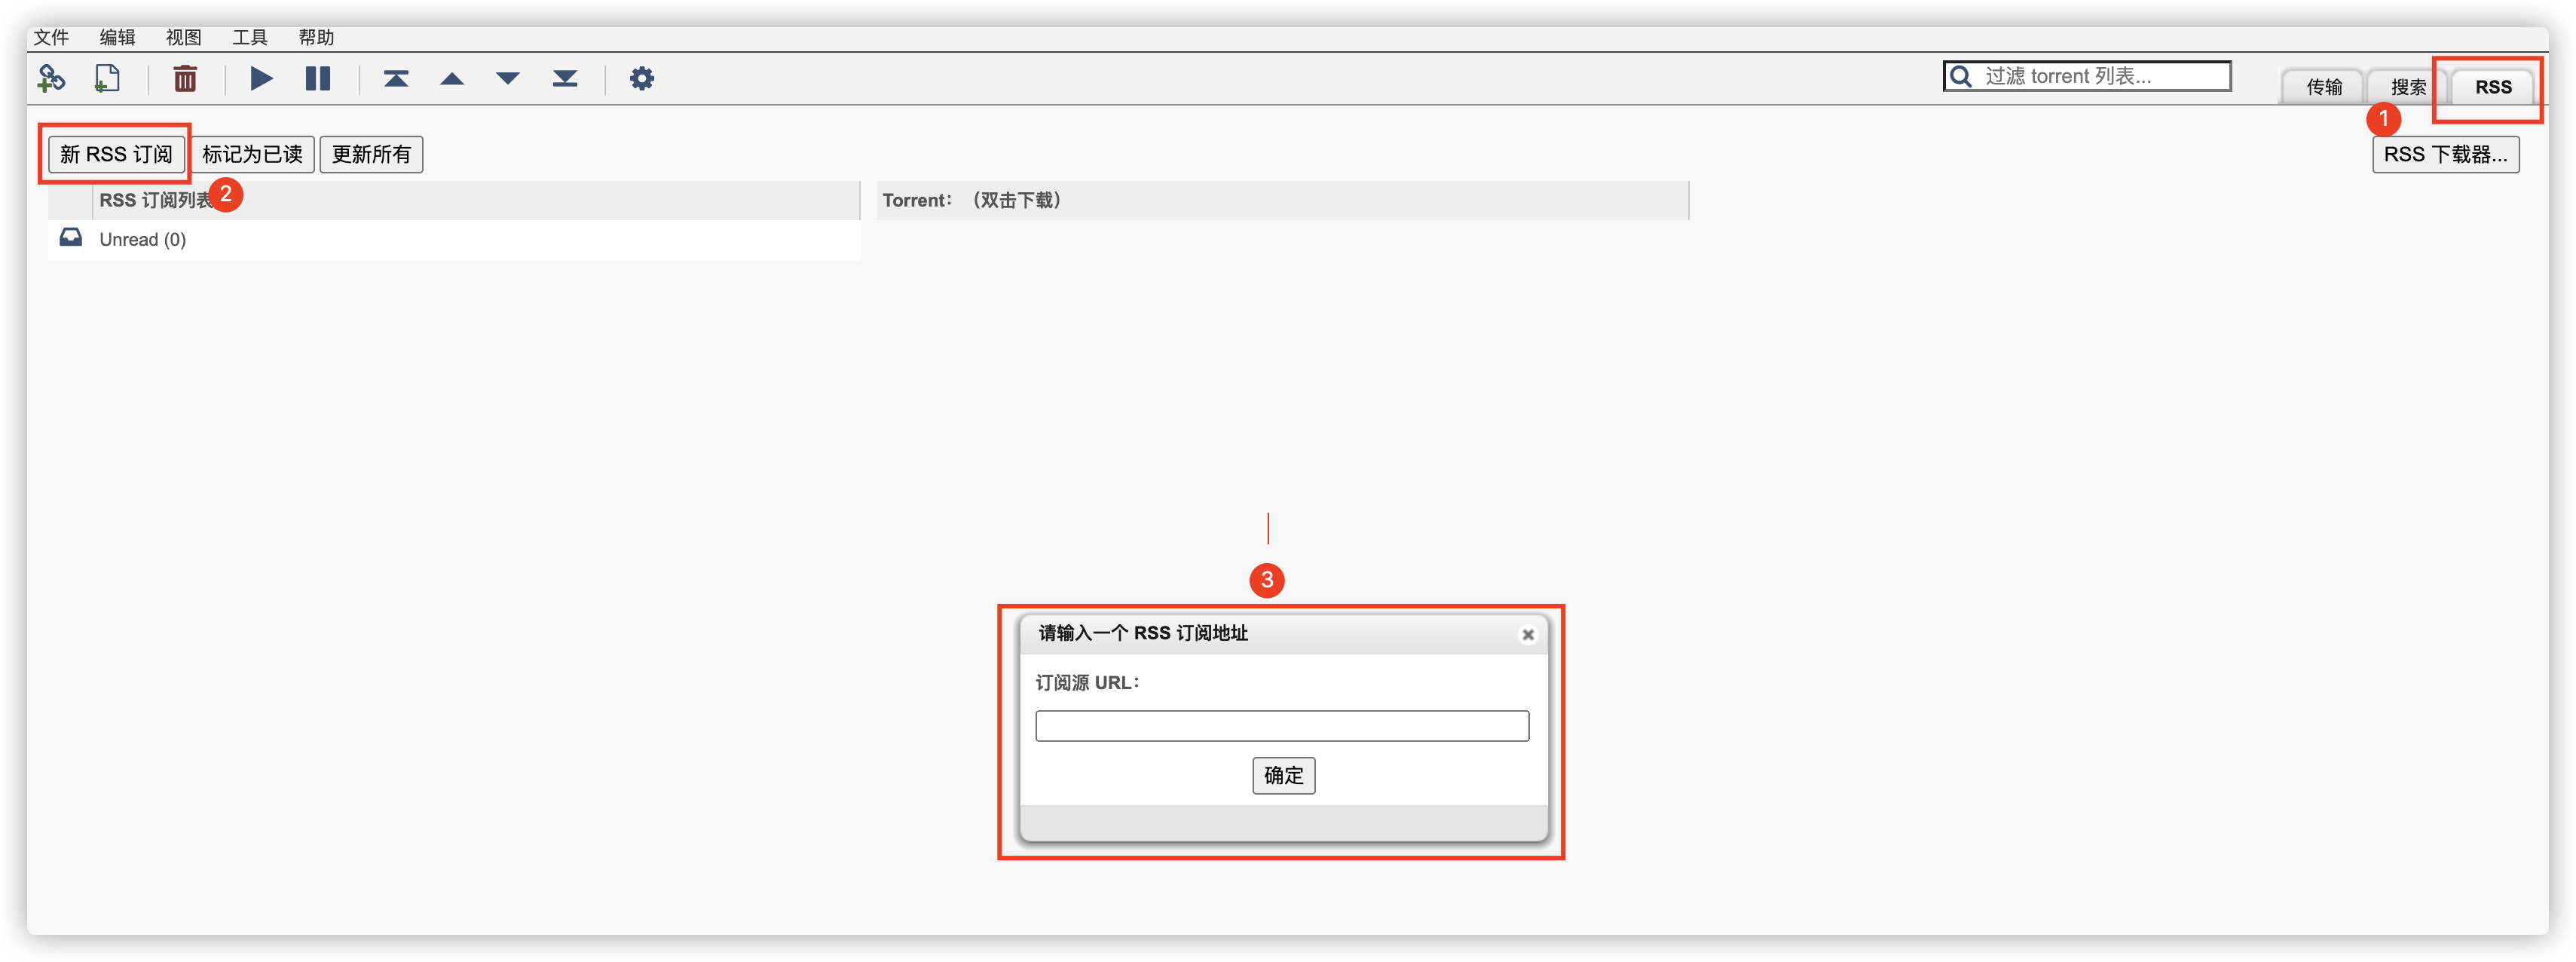 文件 编辑 视图 工具 帮助
过滤 torrent 列表...
传输 搜索 RSS
1
新 RSS 订阅 标记为已读 更新所有 RSS 下载器...
2
RSS 订阅列表 Torrent： （双击下载）
Unread (0)
3
请输入一个 RSS 订阅地址
订阅源 URL：
确定